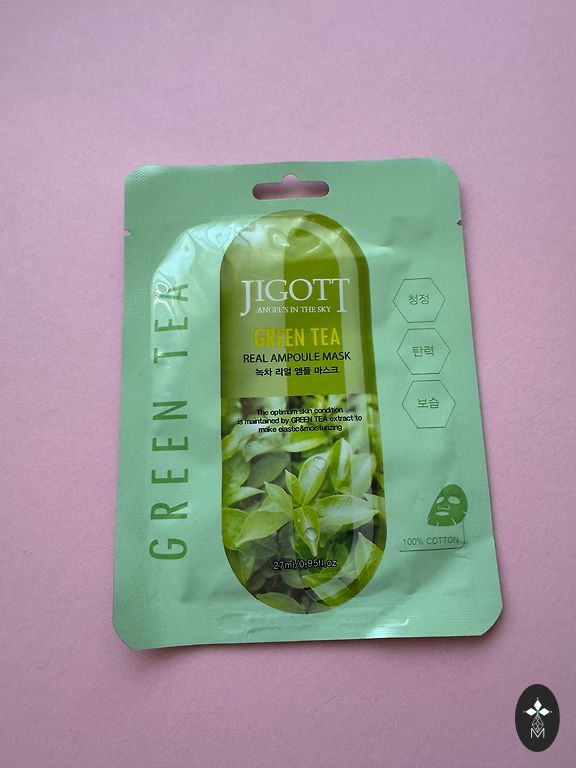 GREEN TEA
JIGOTT
ANGEL'S IN THE SKY
GREEN TEA
REAL AMPOULE MASK
녹차 리얼 앰플 마스크
The optimum skin condition
is maintained by GREEN TEA extract to
make elastic&moisturizing
27ml/0.95fl.oz
청정
탄력
보습
100% COTTON
M